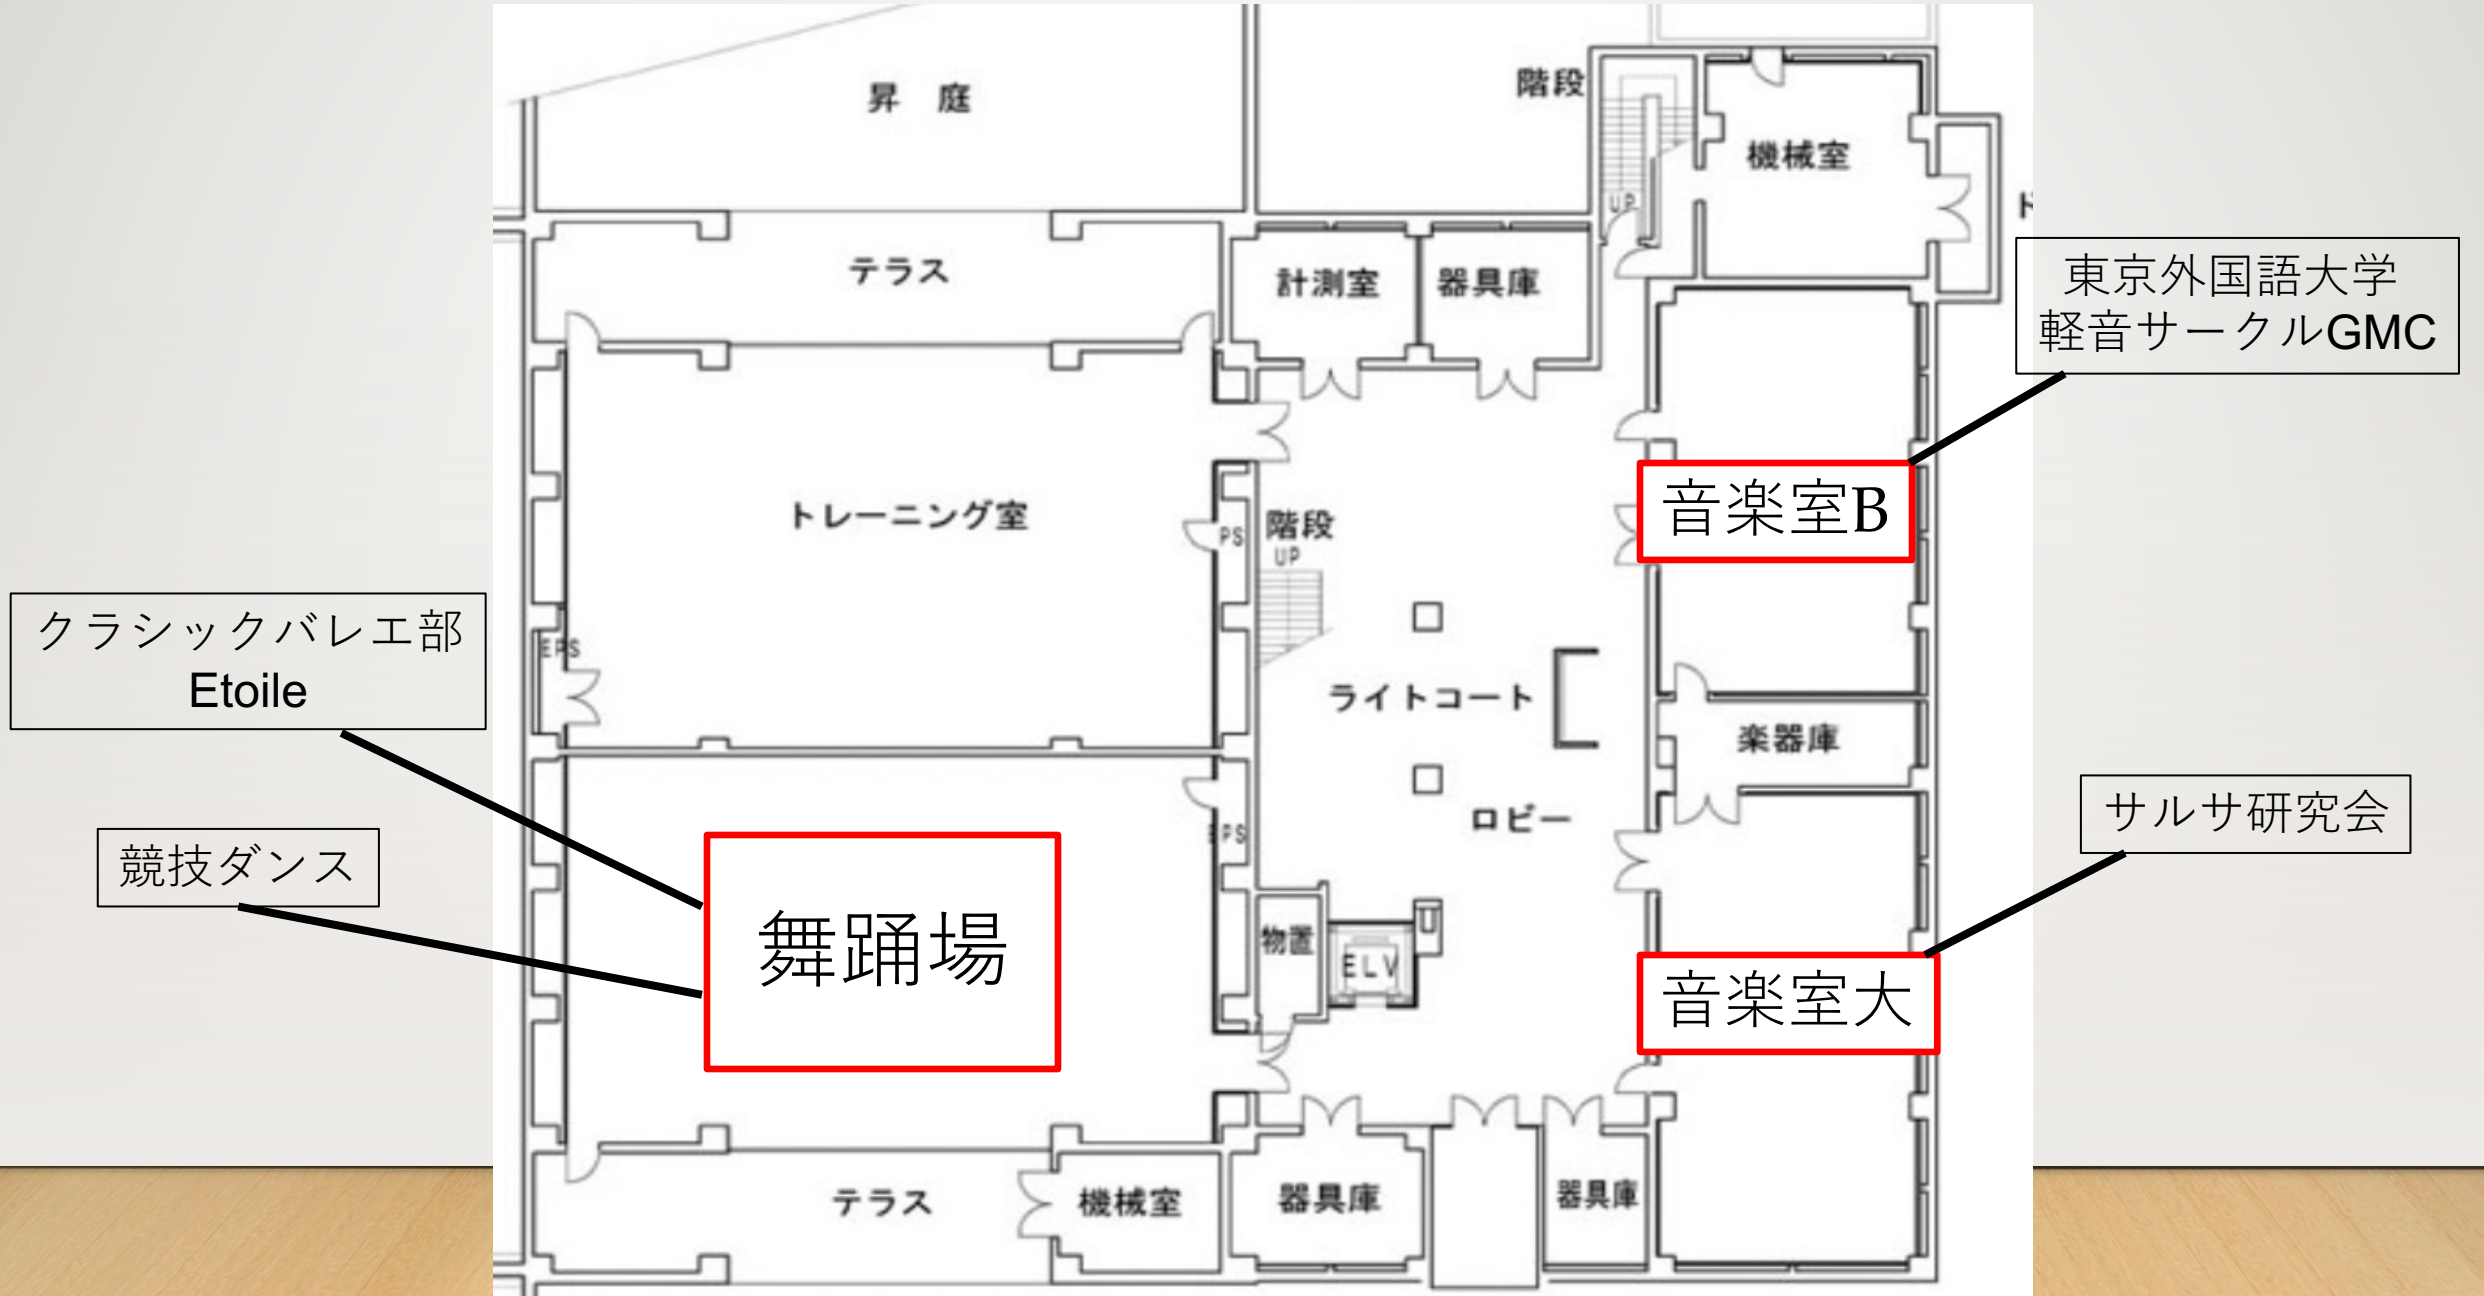 昇 庭
階段
機械室
UP
テラス
計測室
器具庫
東京外国語大学
軽音サークルGMC
トレーニング室
PS
階段
UP
音楽室B
クラシックバレエ部
Etoile
EPS
ライトコート
楽器庫
ロビー
サルサ研究会
競技ダンス
EPS
舞踊場
物置
ELV
音楽室大
テラス
機械室
器具庫
器具庫